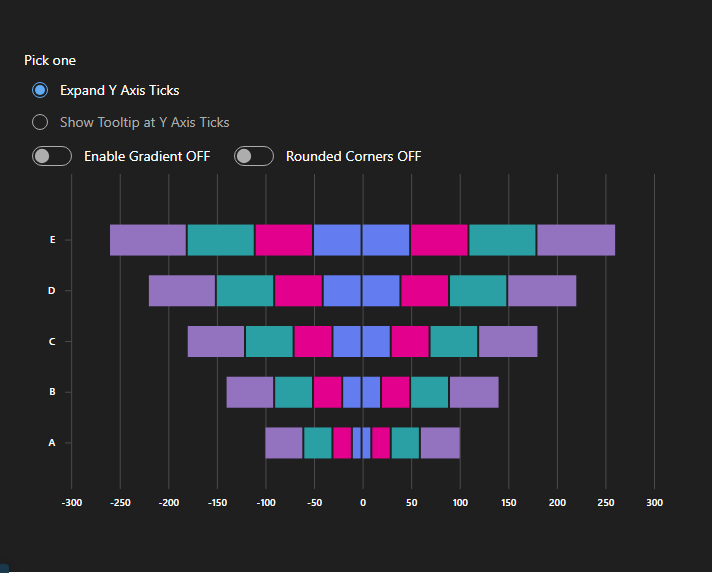 Pick one
Expand Y Axis Ticks
Show Tooltip at Y Axis Ticks
Enable Gradient OFF Rounded Corners OFF
E
D
C
B
A
-300 -250 -200 -150 -100 -50 0 50 100 150 200 250 300